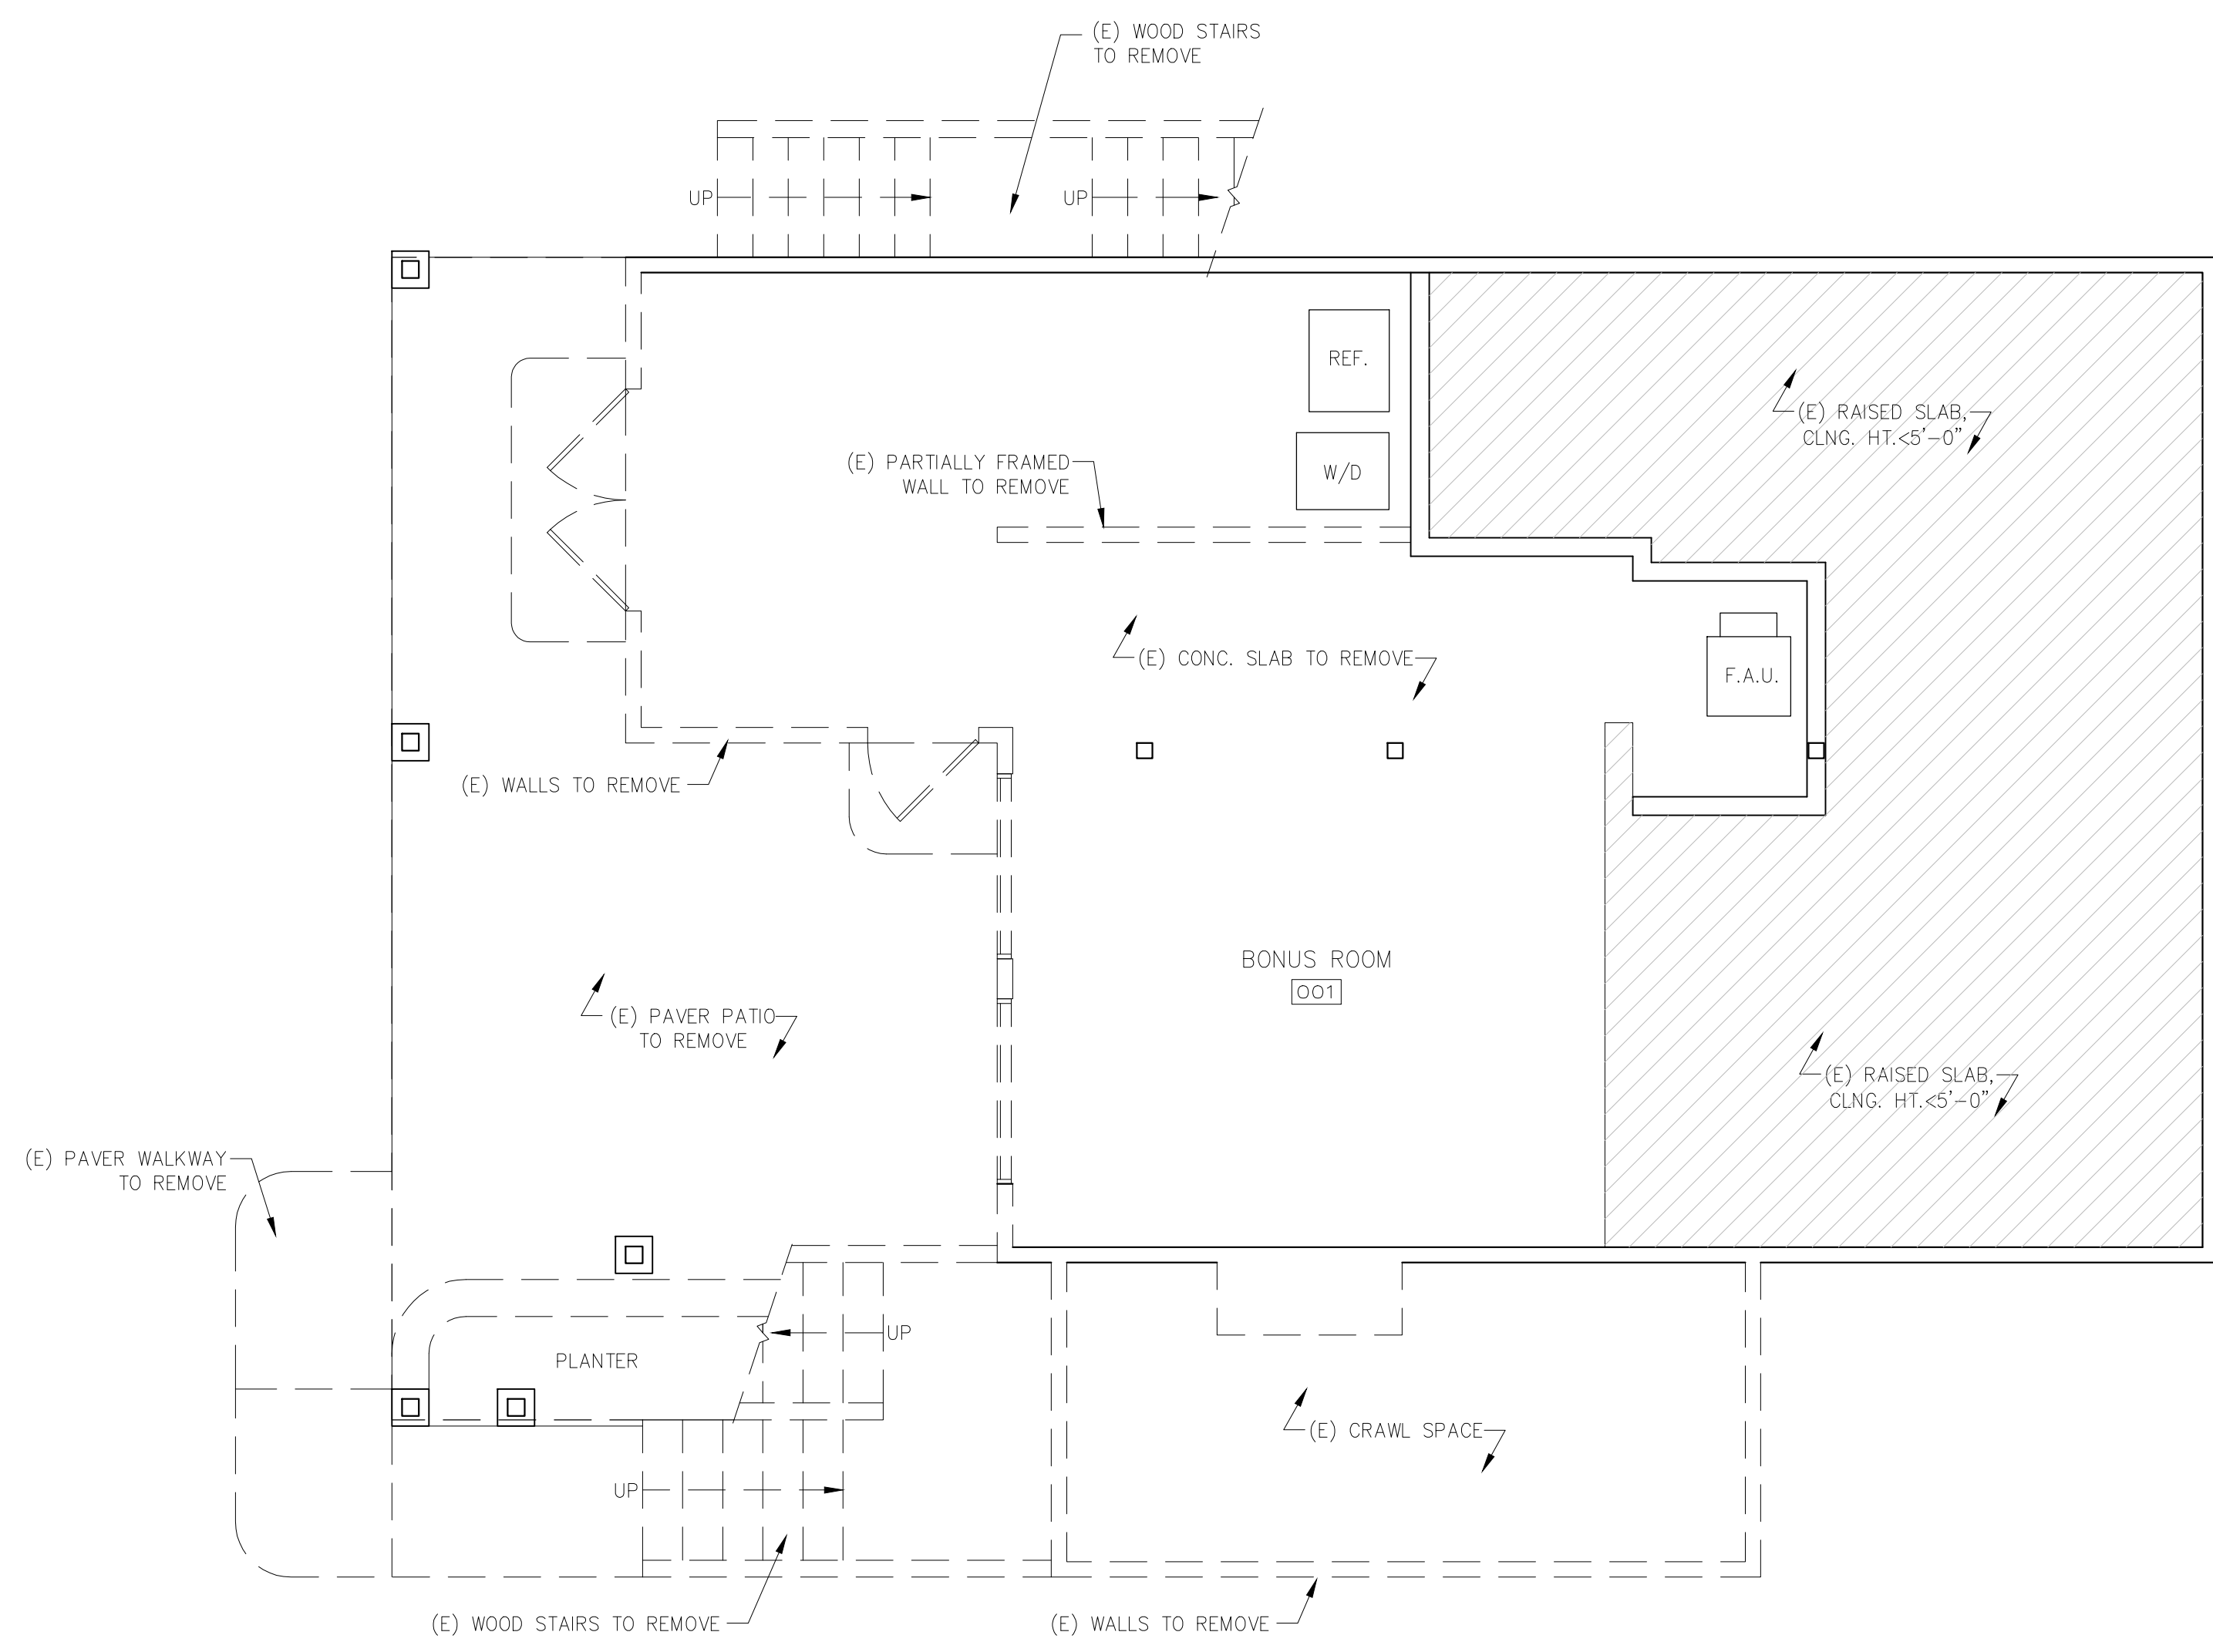 (E) WOOD STAIRS
TO REMOVE
UP
UP
REF.
(E) RAISED SLAB,
CLNG. HT.<5'-0"
(E) PARTIALLY FRAMED
WALL TO REMOVE
W/D
(E) CONC. SLAB TO REMOVE
F.A.U.
(E) WALLS TO REMOVE
BONUS ROOM
001
(E) PAVER PATIO
TO REMOVE
(E) RAISED SLAB,
CLNG. HT.<5'-0"
(E) PAVER WALKWAY
TO REMOVE
UP
PLANTER
(E) CRAWL SPACE
UP
(E) WOOD STAIRS TO REMOVE
(E) WALLS TO REMOVE